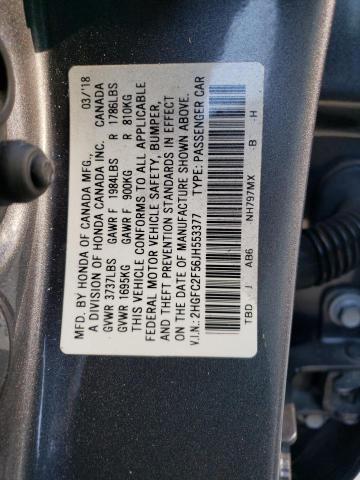 MFD. BY HONDA OF CANADA MFG., 03/18
A DIVISION OF HONDA CANADA INC. CANADA
GVWR 3737LBS GAWR F 1984LBS R 1786LBS
GVWR 1695KG GAWR F 900KG R 810KG
THIS VEHICLE CONFORMS TO ALL APPLICABLE
FEDERAL MOTOR VEHICLE SAFETY, BUMPER,
AND THEFT PREVENTION STANDARDS IN EFFECT
ON THE DATE OF MANUFACTURE SHOWN ABOVE.
V.I.N.: 2HGFC2F56JH553377 TYPE: PASSENGER CAR
TBO J AB6 NH797MX B H